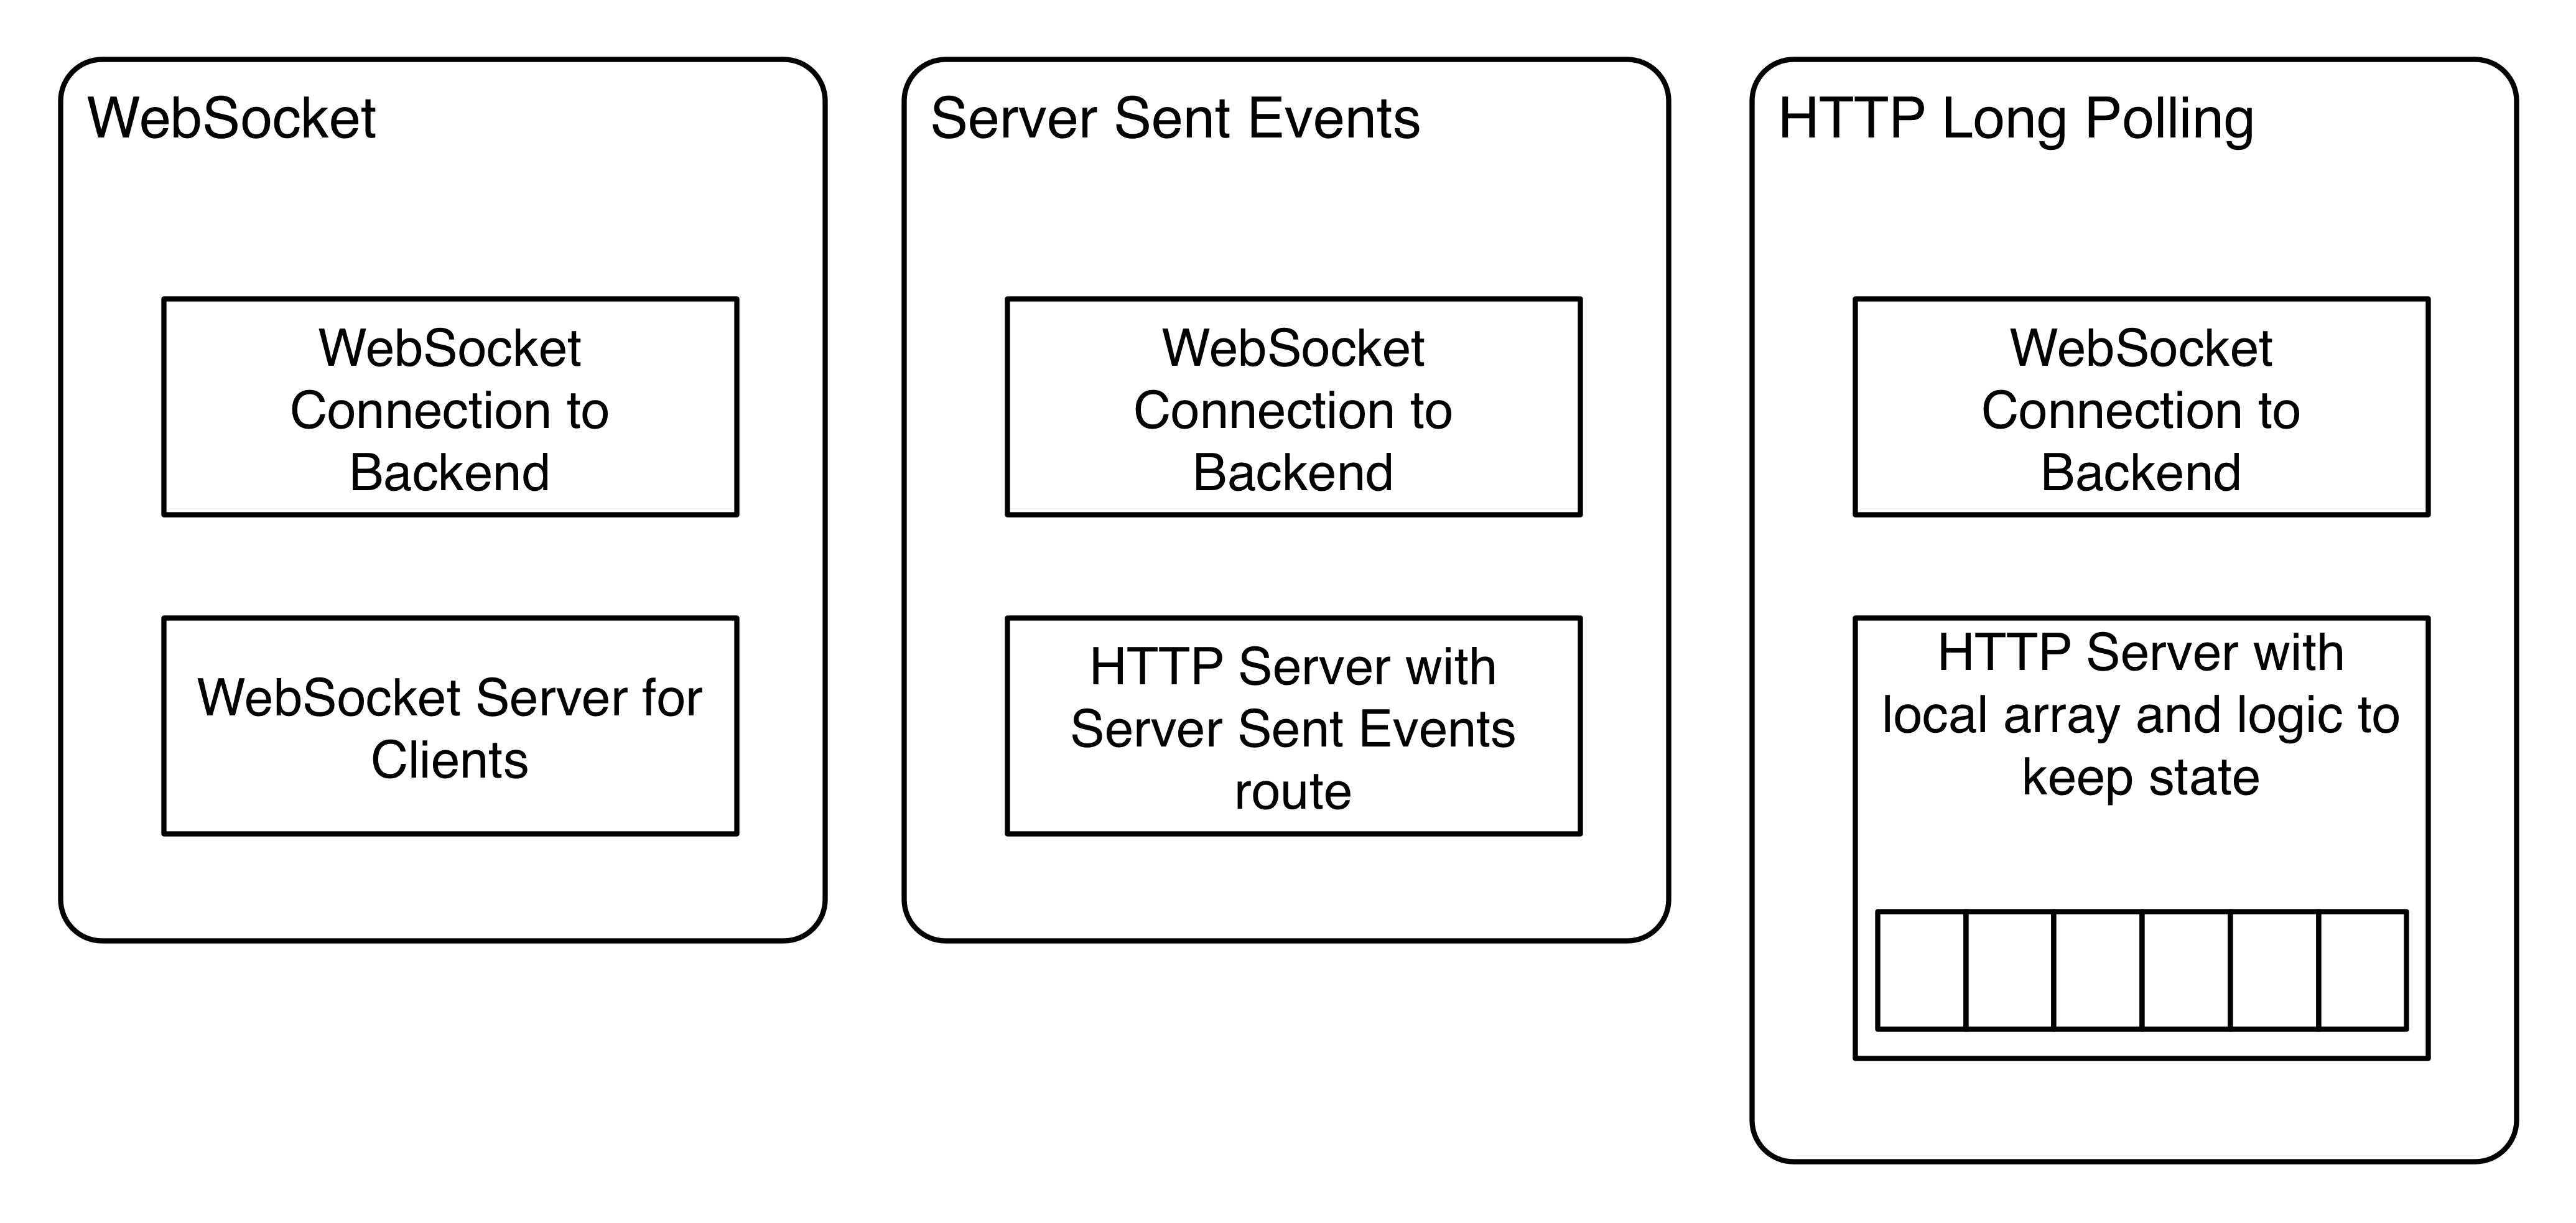 WebSocket
WebSocket
Connection to
Backend
WebSocket Server for
Clients
Server Sent Events
WebSocket
Connection to
Backend
HTTP Server with
Server Sent Events
route
HTTP Long Polling
WebSocket
Connection to
Backend
HTTP Server with
local array and logic to
keep state